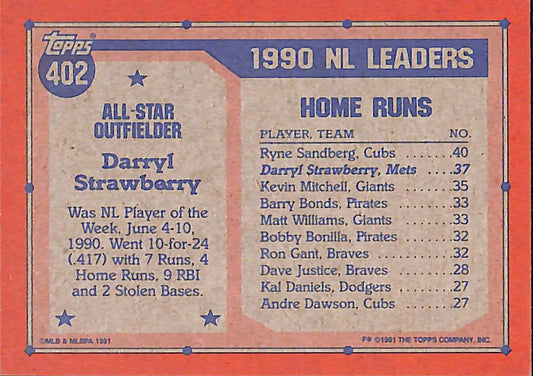 Topps®
402
ALL-STAR
OUTFIELDER
Darryl
Strawberry
Was NL Player of the
Week, June 4-10,
1990. Went 10-for-24
(.417) with 7 Runs, 4
Home Runs, 9 RBI
and 2 Stolen Bases.
©MLB & MLBPA 1991
1990 NL LEADERS
HOME RUNS
PLAYER, TEAM NO.
Ryne Sandberg, Cubs .......40
Darryl Strawberry, Mets ....37
Kevin Mitchell, Giants ......35
Barry Bonds, Pirates .......33
Matt Williams, Giants .......33
Bobby Bonilla, Pirates ......32
Ron Gant, Braves ..........32
Dave Justice, Braves .......28
Kal Daniels, Dodgers .......27
Andre Dawson, Cubs .......27
F* ©1991 THE TOPPS COMPANY, INC.